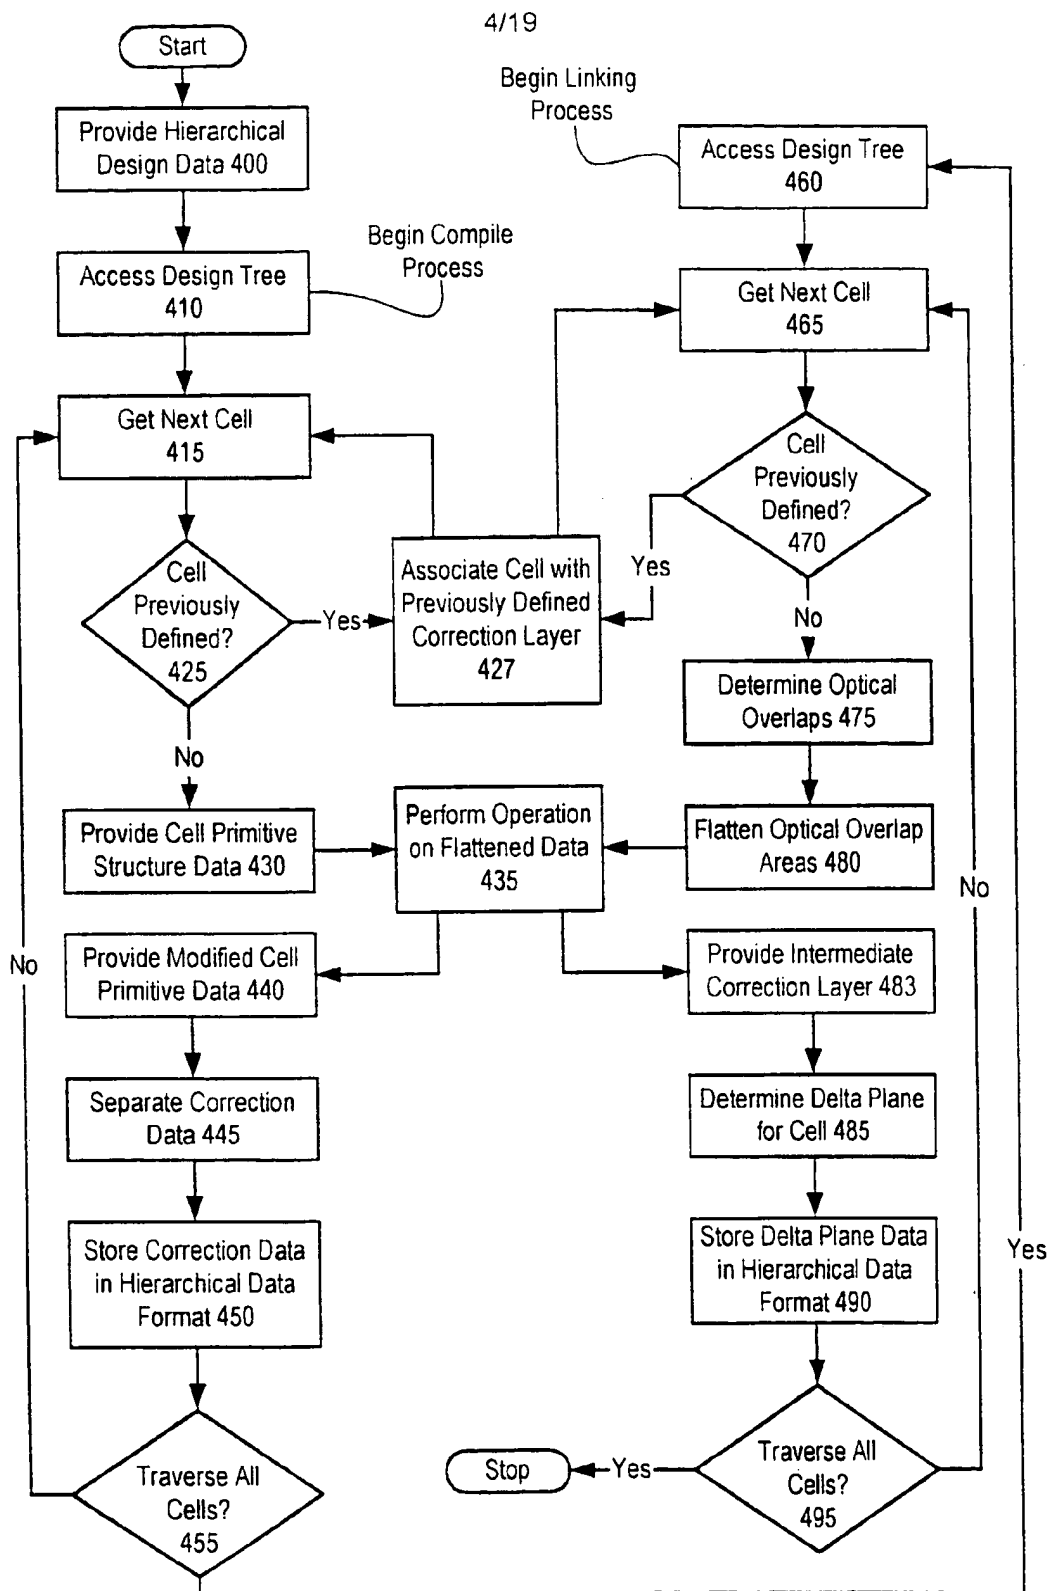 4/19
Start
Provide Hierarchical
Design Data 400
Begin Compile
Process
Access Design Tree
410
Get Next Cell
415
Cell
Previously
Defined?
425
Yes
No
Associate Cell with
Previously Defined
Correction Layer
427
Provide Cell Primitive
Structure Data 430
Perform Operation
on Flattened Data
435
Provide Modified Cell
Primitive Data 440
Separate Correction
Data 445
Store Correction Data
in Hierarchical Data
Format 450
Traverse All
Cells?
455
No
Yes
Begin Linking
Process
Access Design Tree
460
Get Next Cell
465
Cell
Previously
Defined?
470
Yes
No
Determine Optical
Overlaps 475
Flatten Optical Overlap
Areas 480
Provide Intermediate
Correction Layer 483
Determine Delta Plane
for Cell 485
Store Delta Plane Data
in Hierarchical Data
Format 490
Traverse All
Cells?
495
No
Yes
Stop